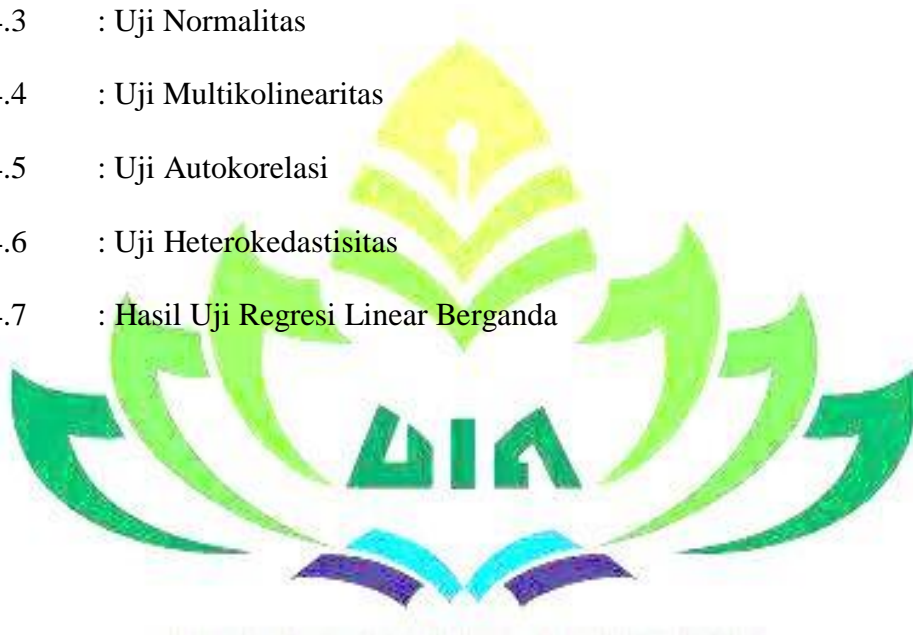 .3 : Uji Normalitas
.4 : Uji Multikolinearitas
.5 : Uji Autokorelasi
.6 : Uji Heterokedastisitas
.7 : Hasil Uji Regresi Linear Berganda